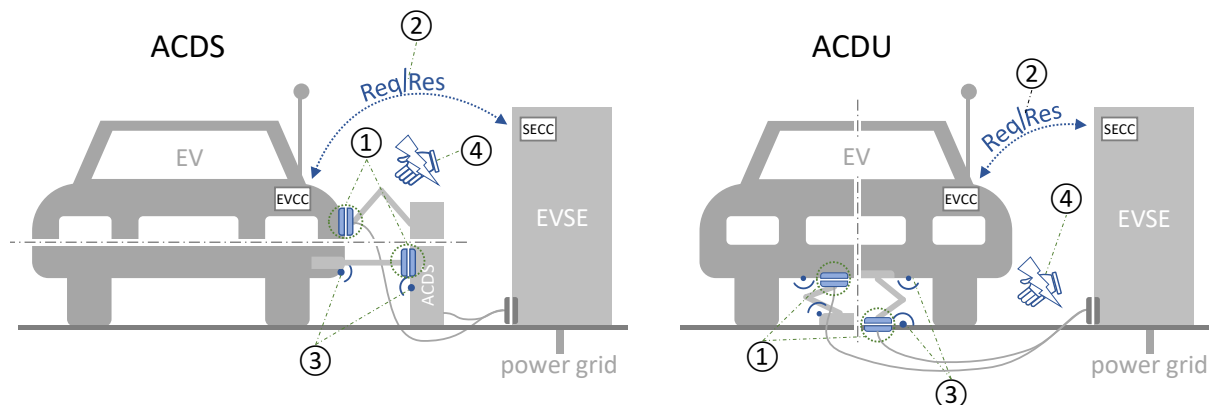 ACDS
②
Req/Res
SECC
①
④
EV
EVCC
EVSE
ACDS
③
power grid
ACDU
②
Req/Res
SECC
EV
EVCC
④
EVSE
①
③
power grid